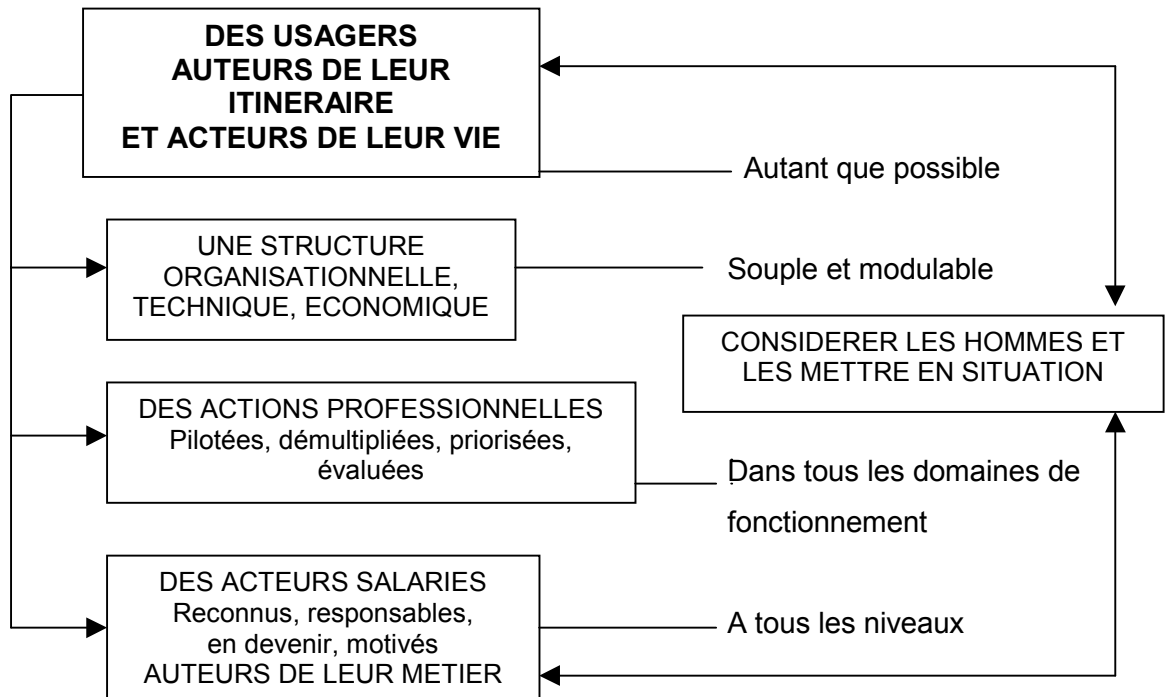 DES USAGERS
AUTEURS DE LEUR
ITINERAIRE
ET ACTEURS DE LEUR VIE
Autant que possible
UNE STRUCTURE
ORGANISATIONNELLE,
TECHNIQUE, ECONOMIQUE
Souple et modulable
CONSIDERER LES HOMMES ET
LES METTRE EN SITUATION
DES ACTIONS PROFESSIONNELLES
Pilotées, démultipliées, priorisées,
évaluées
Dans tous les domaines de
fonctionnement
DES ACTEURS SALARIES
Reconnus, responsables,
en devenir, motivés
AUTEURS DE LEUR METIER
A tous les niveaux